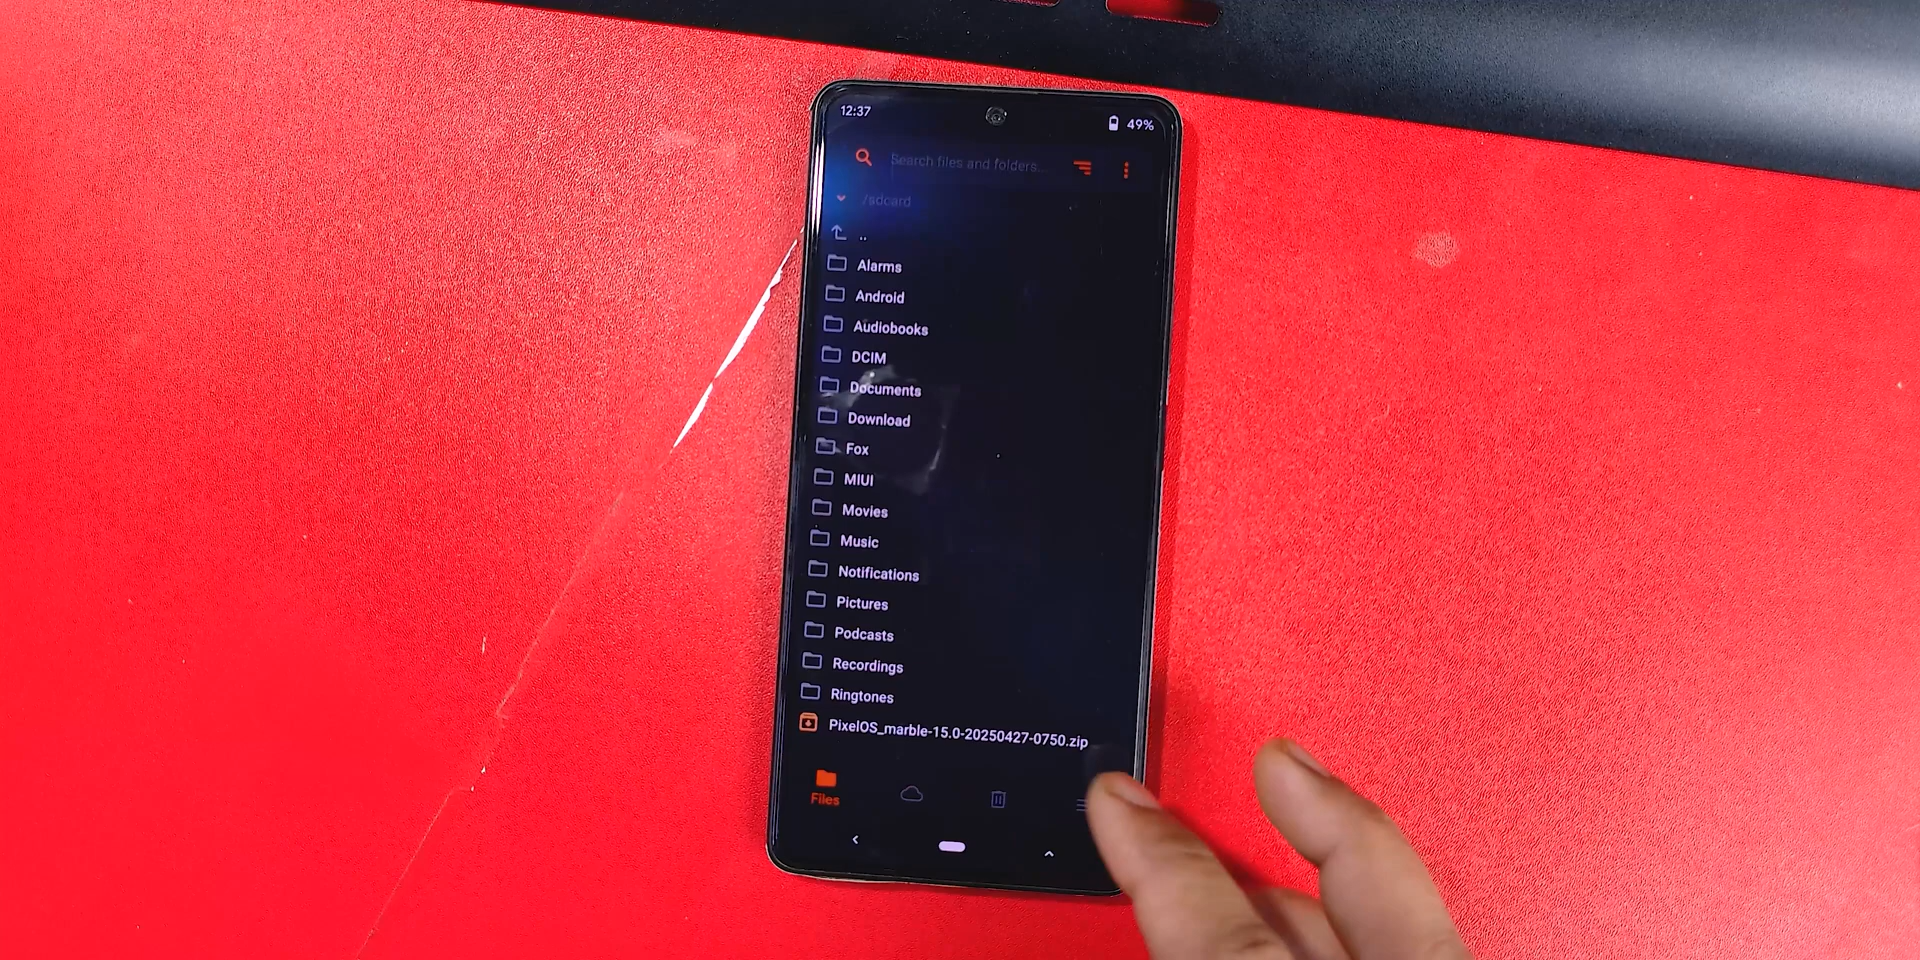 12:37
49%
Search files and folders...
/sdcard
..
Alarms
Android
Audiobooks
DCIM
Documents
Download
Fox
MIUI
Movies
Music
Notifications
Pictures
Podcasts
Recordings
Ringtones
PixelOS_marble-15.0-20250427-0750.zip
Files